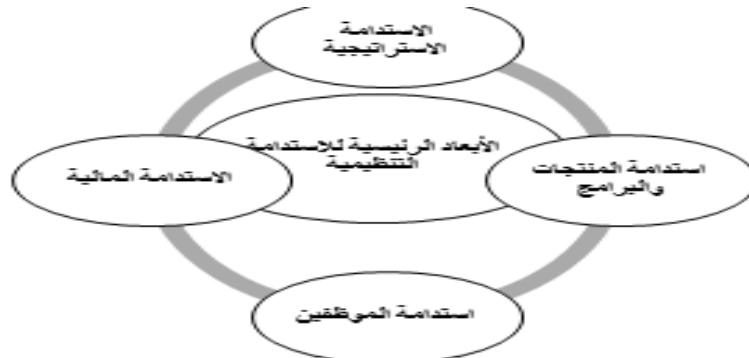 الاستدامة
الاستراتيجية
الأبعاد الرئيسية للاستدامة
التنظيمية
استدامة المنتجات
والبرامج
الاستدامة المالية
استدامة الموظفين